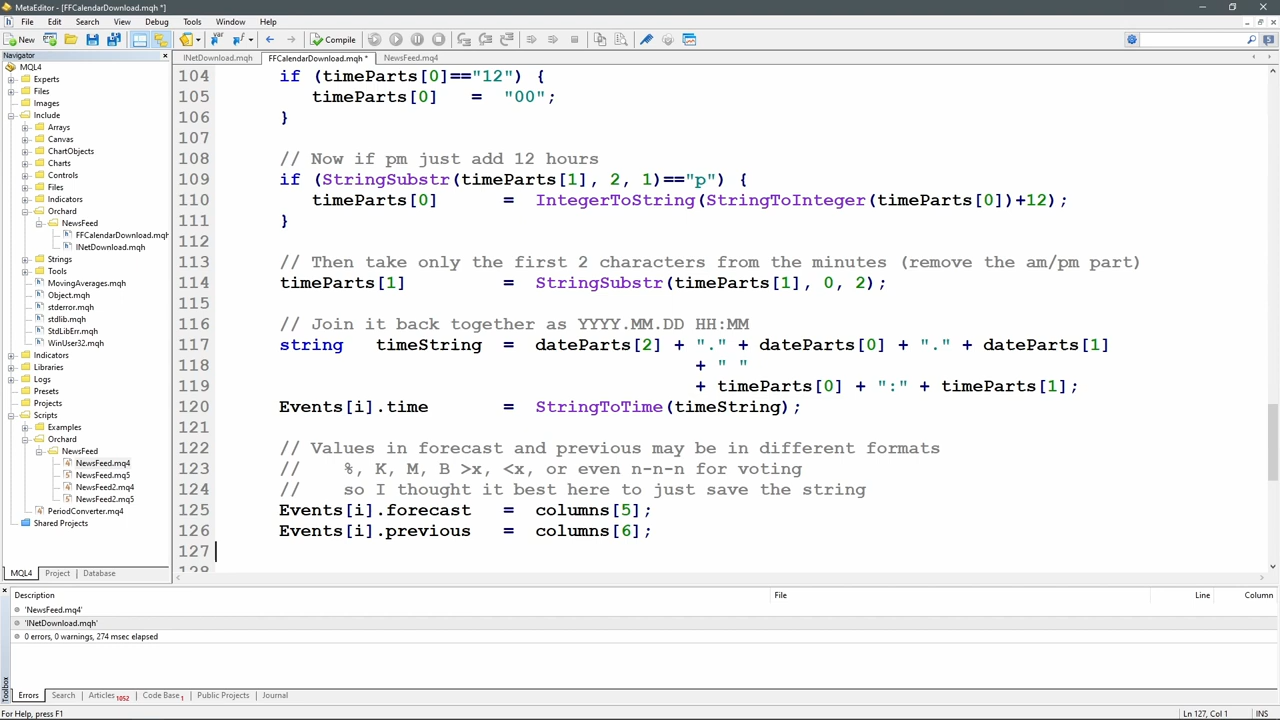 MetaEditor - [FFCalendarDownload.mqh *]
File Edit Search View Debug Tools Window Help
New Compile
Navigator
MQL4
Experts
Files
Images
Include
Arrays
Canvas
ChartObjects
Charts
Controls
Files
Indicators
Orchard
NewsFeed
FFCalendarDownload.mqh
INetDownload.mqh
Strings
Tools
MovingAverages.mqh
Object.mqh
stderror.mqh
stdlib.mqh
StdLibErr.mqh
WinUser32.mqh
Indicators
Libraries
Logs
Presets
Projects
Scripts
Examples
Orchard
NewsFeed
NewsFeed.mq4
NewsFeed.mq5
NewsFeed2.mq4
NewsFeed2.mq5
PeriodConverter.mq4
Shared Projects
MQL4 Project Database
INetDownload.mqh FFCalendarDownload.mqh * NewsFeed.mq4
104 if (timeParts[0]=="12") {
105 timeParts[0] = "00";
106 }
107
108 // Now if pm just add 12 hours
109 if (StringSubstr(timeParts[1], 2, 1)=="p") {
110 timeParts[0] = IntegerToString(StringToInteger(timeParts[0])+12);
111 }
112
113 // Then take only the first 2 characters from the minutes (remove the am/pm part)
114 timeParts[1] = StringSubstr(timeParts[1], 0, 2);
115
116 // Join it back together as YYYY.MM.DD HH:MM
117 string timeString = dateParts[2] + "." + dateParts[0] + "." + dateParts[1]
118 + " "
119 + timeParts[0] + ":" + timeParts[1];
120 Events[i].time = StringToTime(timeString);
121
122 // Values in forecast and previous may be in different formats
123 // %, K, M, B >x, <x, or even n-n-n for voting
124 // so I thought it best here to just save the string
125 Events[i].forecast = columns[5];
126 Events[i].previous = columns[6];
127
128
Description File Line Column
'NewsFeed.mq4'
'INetDownload.mqh'
0 errors, 0 warnings, 274 msec elapsed
Toolbox
Errors Search Articles 1052 Code Base 1 Public Projects Journal
For Help, press F1 Ln 127, Col 1 INS